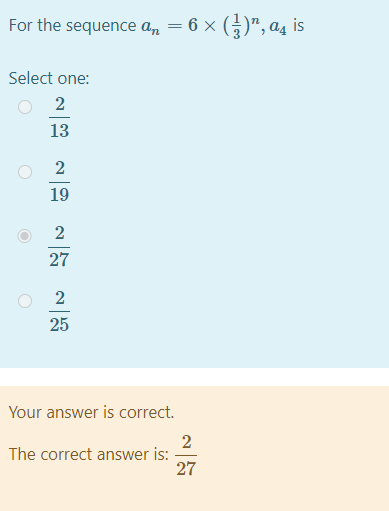 For the sequence aₙ = 6 × (1/3)ⁿ, a₄ is
Select one:
2/13
2/19
2/27
2/25
Your answer is correct.
The correct answer is: 2/27